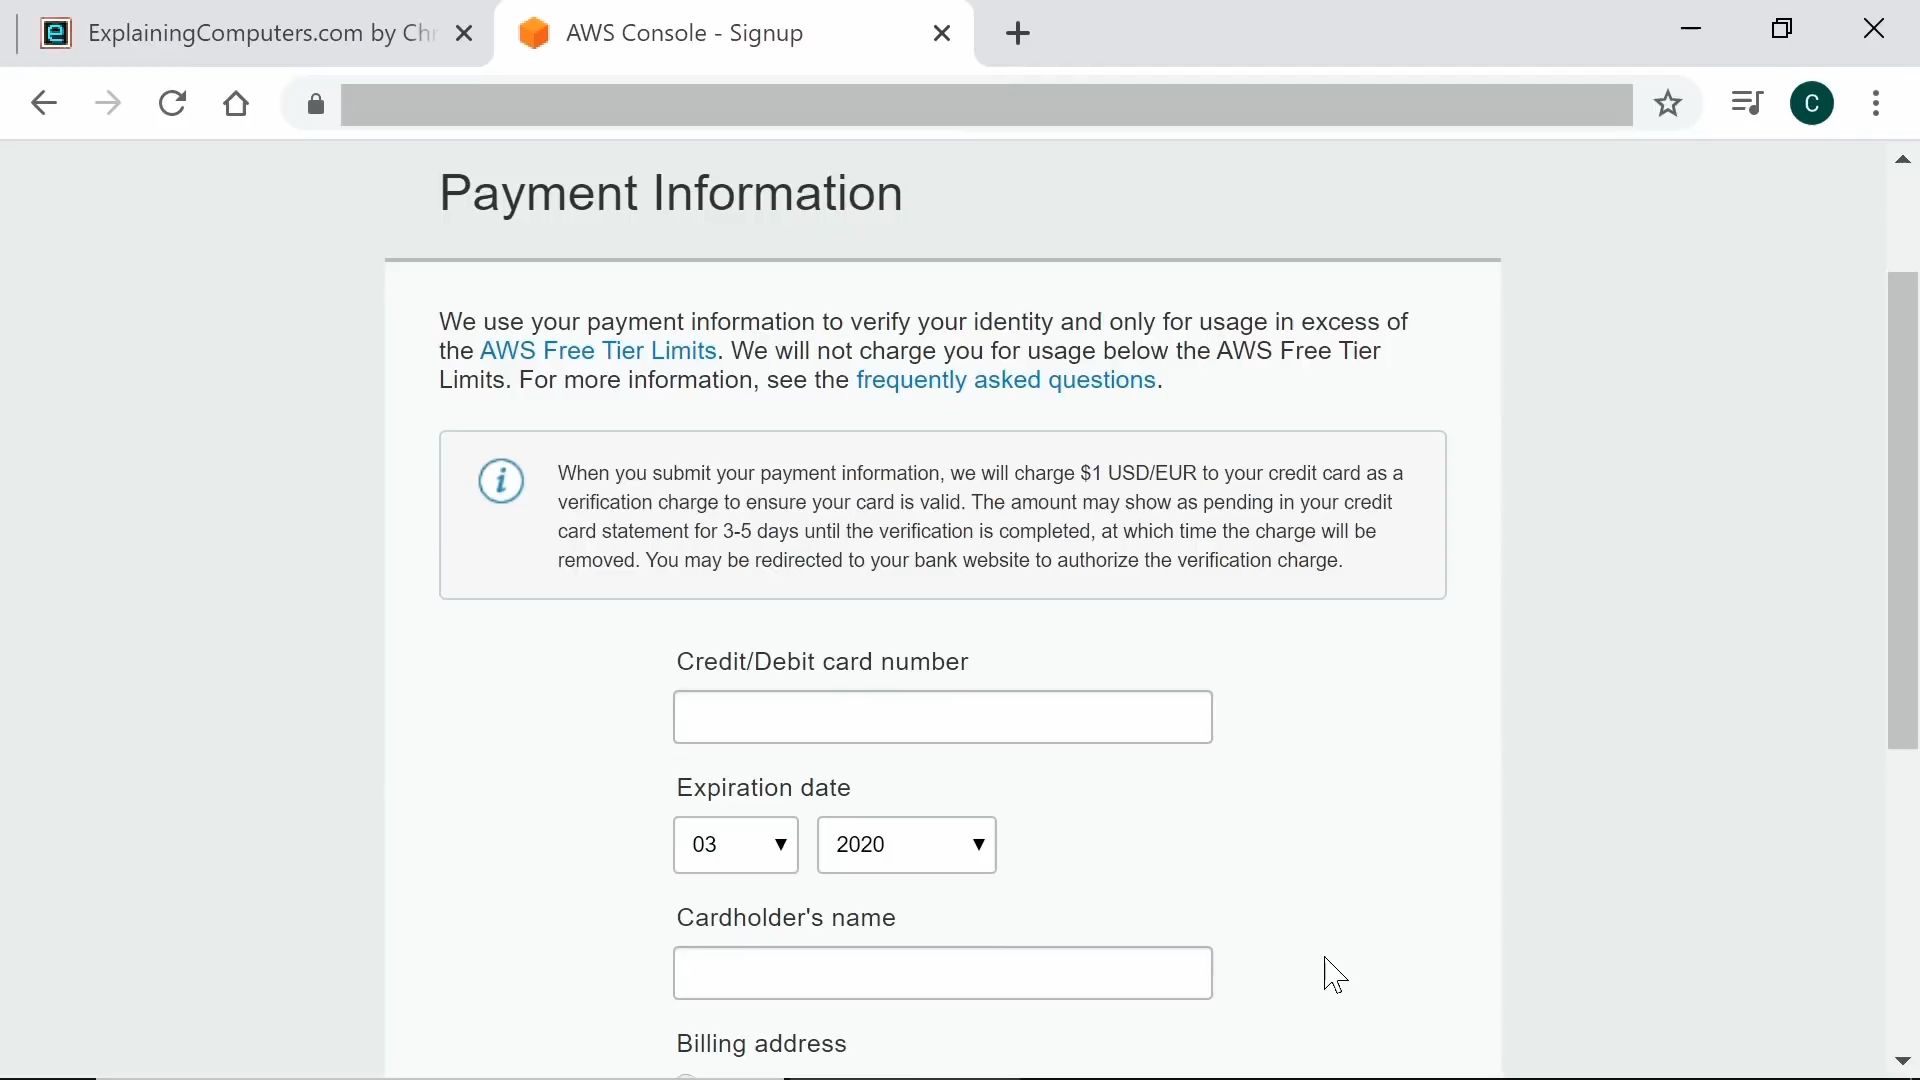 ExplainingComputers.com by Chr
AWS Console - Signup
C
Payment Information
We use your payment information to verify your identity and only for usage in excess of
the AWS Free Tier Limits. We will not charge you for usage below the AWS Free Tier
Limits. For more information, see the frequently asked questions.
When you submit your payment information, we will charge $1 USD/EUR to your credit card as a
verification charge to ensure your card is valid. The amount may show as pending in your credit
card statement for 3-5 days until the verification is completed, at which time the charge will be
removed. You may be redirected to your bank website to authorize the verification charge.
Credit/Debit card number
Expiration date
03 2020
Cardholder's name
Billing address